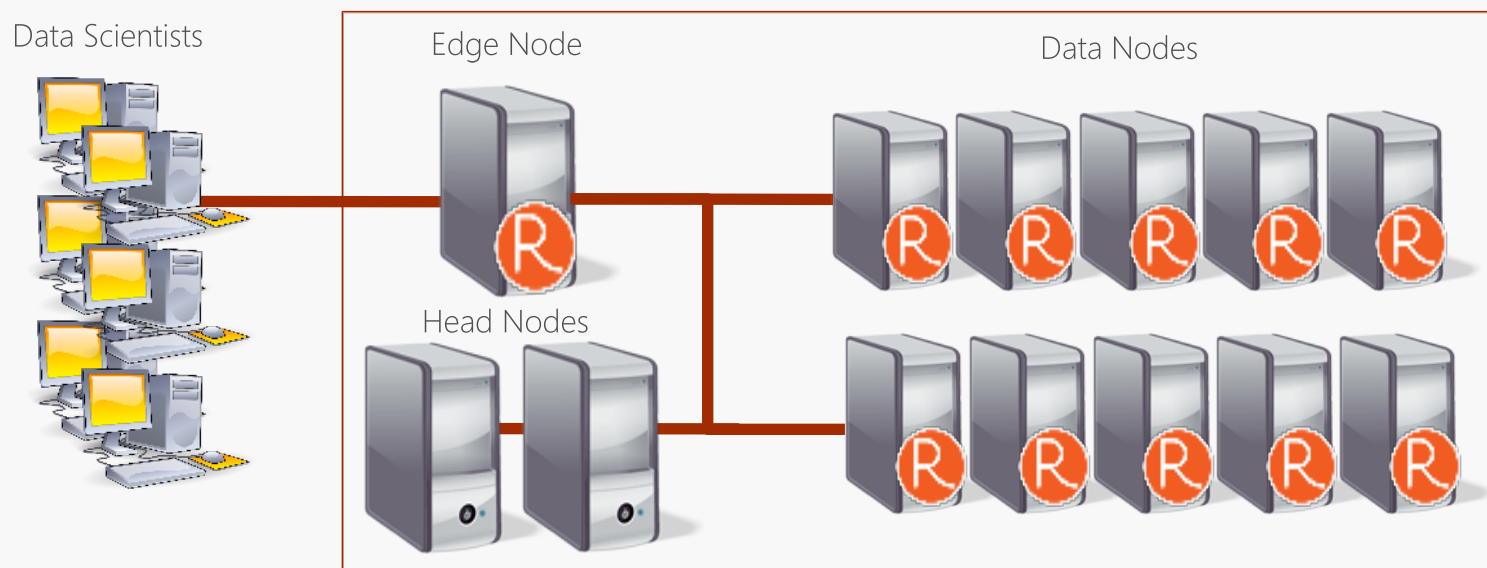 Data Scientists
Edge Node
Data Nodes
R
R R R R R
Head Nodes
R R R R R